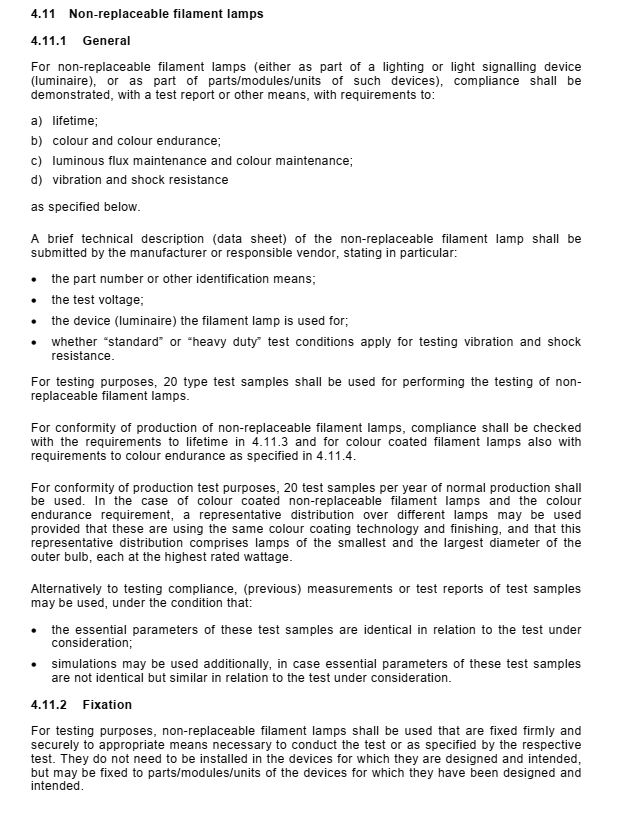 4.11 Non-replaceable filament lamps
4.11.1 General
For non-replaceable filament lamps (either as part of a lighting or light signalling device
(luminaire), or as part of parts/modules/units of such devices), compliance shall be
demonstrated, with a test report or other means, with requirements to:
a) lifetime;
b) colour and colour endurance;
c) luminous flux maintenance and colour maintenance;
d) vibration and shock resistance
as specified below.
A brief technical description (data sheet) of the non-replaceable filament lamp shall be
submitted by the manufacturer or responsible vendor, stating in particular:
• the part number or other identification means;
• the test voltage;
• the device (luminaire) the filament lamp is used for;
• whether “standard” or “heavy duty” test conditions apply for testing vibration and shock
resistance.
For testing purposes, 20 type test samples shall be used for performing the testing of non-
replaceable filament lamps.
For conformity of production of non-replaceable filament lamps, compliance shall be checked
with the requirements to lifetime in 4.11.3 and for colour coated filament lamps also with
requirements to colour endurance as specified in 4.11.4.
For conformity of production test purposes, 20 test samples per year of normal production shall
be used. In the case of colour coated non-replaceable filament lamps and the colour
endurance requirement, a representative distribution over different lamps may be used
provided that these are using the same colour coating technology and finishing, and that this
representative distribution comprises lamps of the smallest and the largest diameter of the
outer bulb, each at the highest rated wattage.
Alternatively to testing compliance, (previous) measurements or test reports of test samples
may be used, under the condition that:
• the essential parameters of these test samples are identical in relation to the test under
consideration;
• simulations may be used additionally, in case essential parameters of these test samples
are not identical but similar in relation to the test under consideration.
4.11.2 Fixation
For testing purposes, non-replaceable filament lamps shall be used that are fixed firmly and
securely to appropriate means necessary to conduct the test or as specified by the respective
test. They do not need to be installed in the devices for which they are designed and intended,
but may be fixed to parts/modules/units of the devices for which they have been designed and
intended.